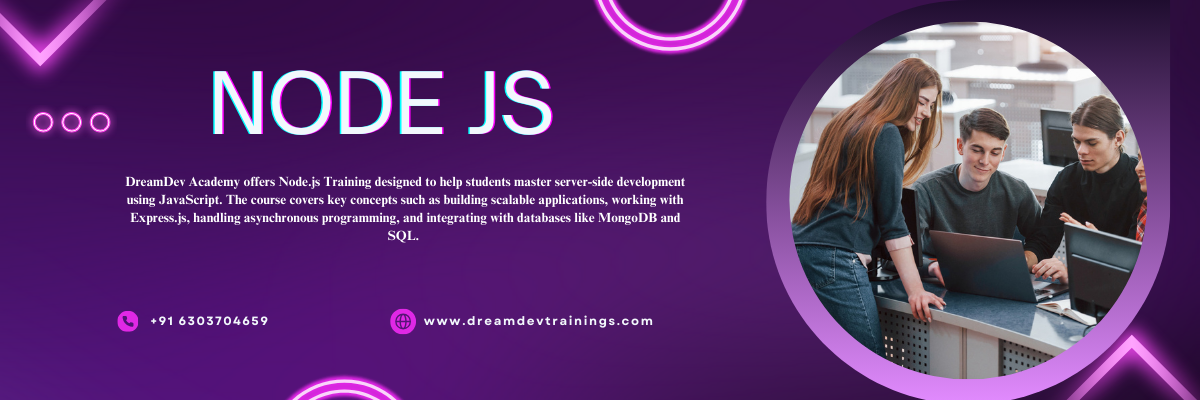 NODE JS
DreamDev Academy offers Node.js Training designed to help students master server-side development
using JavaScript. The course covers key concepts such as building scalable applications, working with
Express.js, handling asynchronous programming, and integrating with databases like MongoDB and
SQL.
+91 6303704659
www.dreamdevtrainings.com